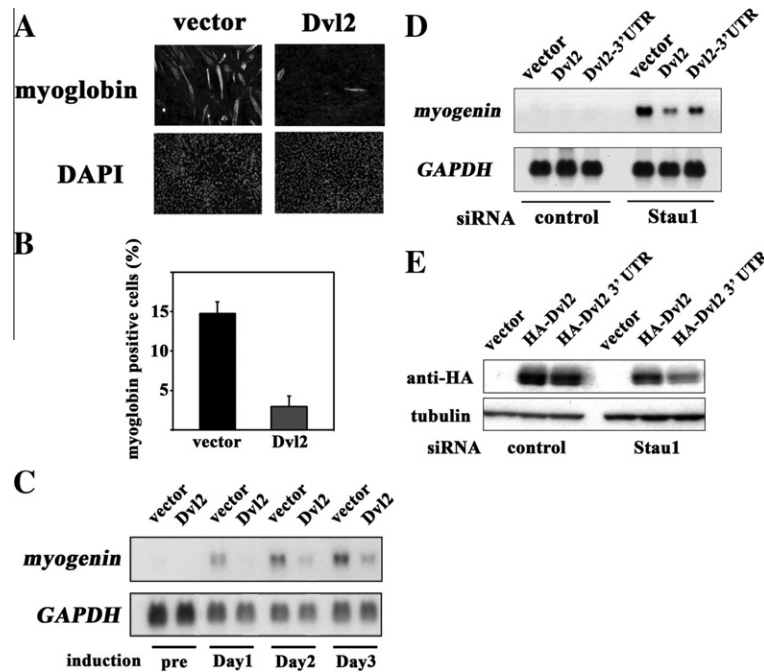 A
vector Dvl2
myoglobin
DAPI
B
myoglobin positive cells (%)
15
10
5
vector Dvl2
C
vector Dvl2 vector Dvl2 vector Dvl2 vector Dvl2
myogenin
GAPDH
induction pre Day1 Day2 Day3
D
vector Dvl2 Dvl2-3'UTR vector Dvl2 Dvl2-3'UTR
myogenin
GAPDH
siRNA control Stau1
E
vector HA-Dvl2 HA-Dvl2 3' UTR vector HA-Dvl2 HA-Dvl2 3' UTR
anti-HA
tubulin
siRNA control Stau1